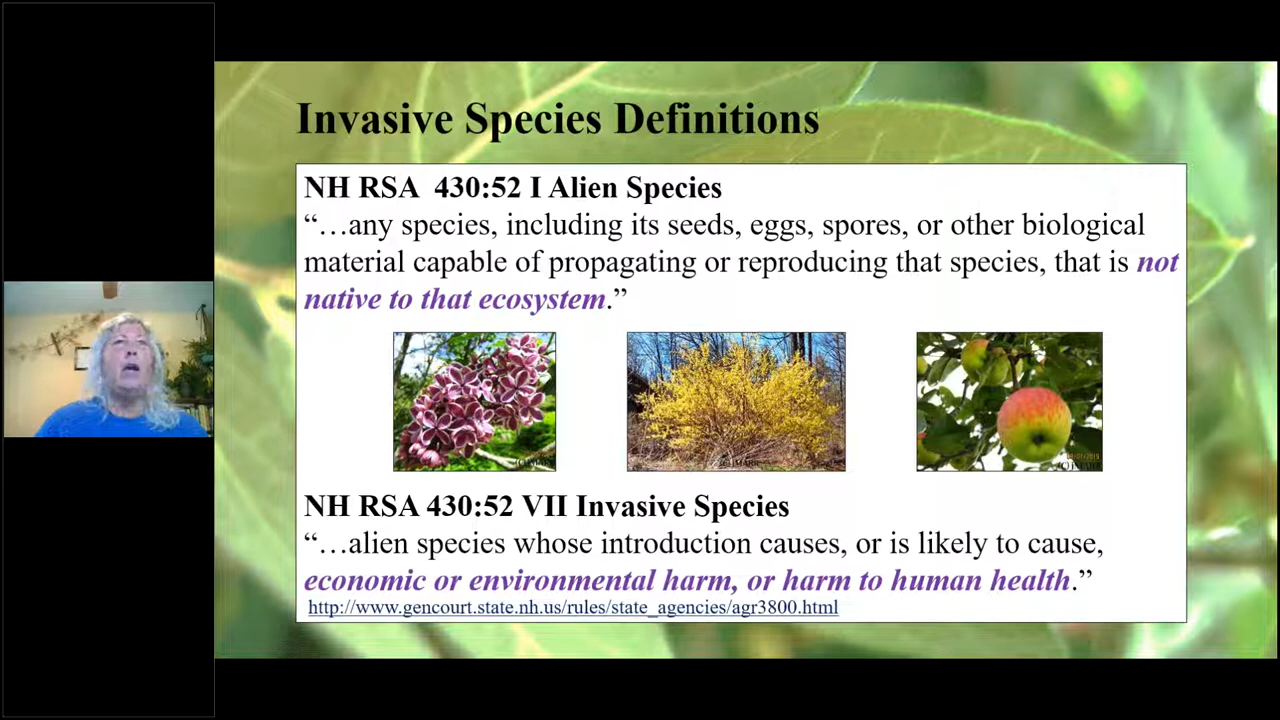 Invasive Species Definitions
NH RSA 430:52 I Alien Species
“…any species, including its seeds, eggs, spores, or other biological
material capable of propagating or reproducing that species, that is not
native to that ecosystem.”
NH RSA 430:52 VII Invasive Species
“…alien species whose introduction causes, or is likely to cause,
economic or environmental harm, or harm to human health.”
http://www.gencourt.state.nh.us/rules/state_agencies/agr3800.html